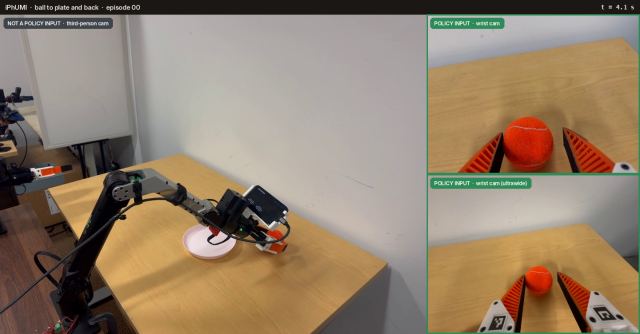 iPhUMI · ball to plate and back · episode 00
t = 4.1 s
NOT A POLICY INPUT · third-person cam
POLICY INPUT · wrist cam
POLICY INPUT · wrist cam (ultrawide)